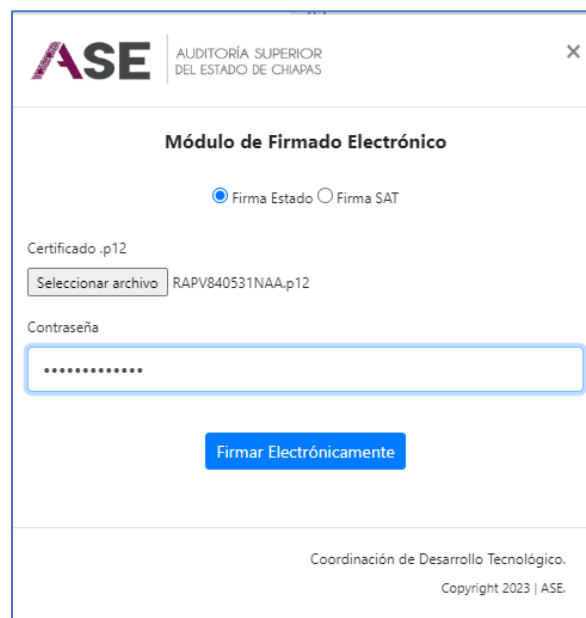 ASE
AUDITORÍA SUPERIOR
DEL ESTADO DE CHIAPAS
×
Módulo de Firmado Electrónico
Firma Estado Firma SAT
Certificado .p12
Seleccionar archivo RAPV840531NAA.p12
Contraseña
•••••••••••••
Firmar Electrónicamente
Coordinación de Desarrollo Tecnológico.
Copyright 2023 | ASE.